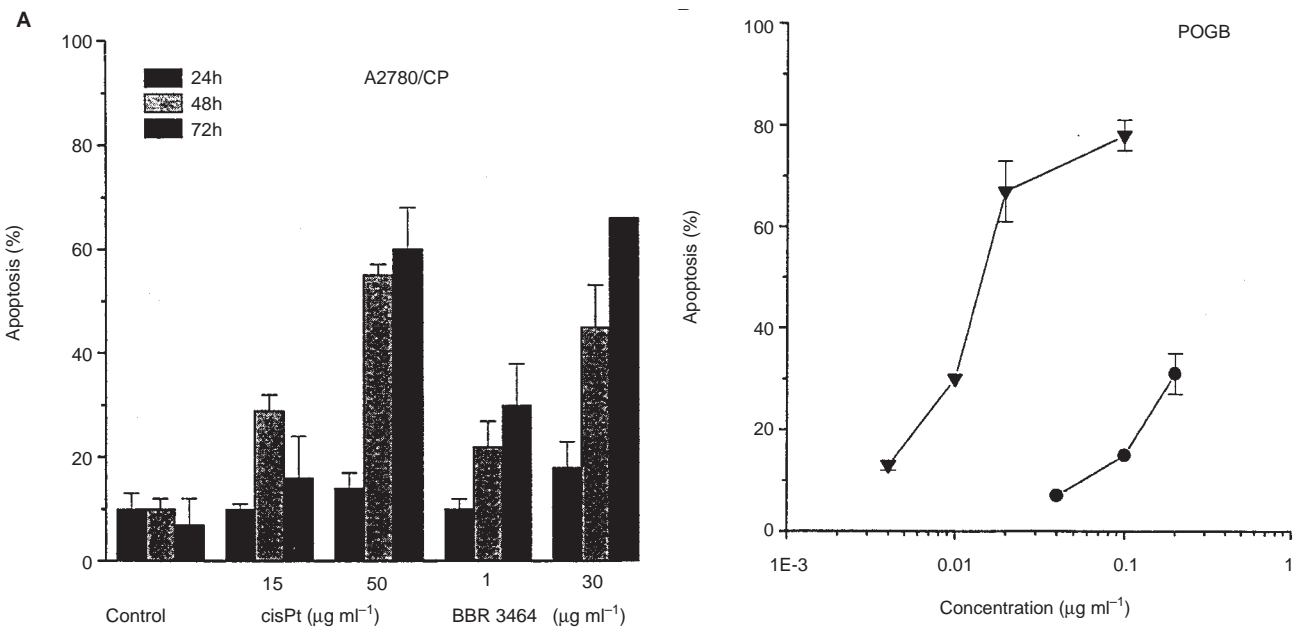 A
100
24h
48h
72h
A2780/CP
80
60
40
20
0
Apoptosis (%)
15
50
1
30
Control
cisPt (μg ml⁻¹)
BBR 3464
(μg ml⁻¹)
POGB
100
80
60
40
20
0
Apoptosis (%)
1E-3
0.01
0.1
1
Concentration (μg ml⁻¹)